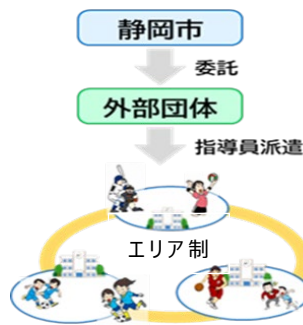 静岡市
委託
外部団体
指導員派遣
エリア制